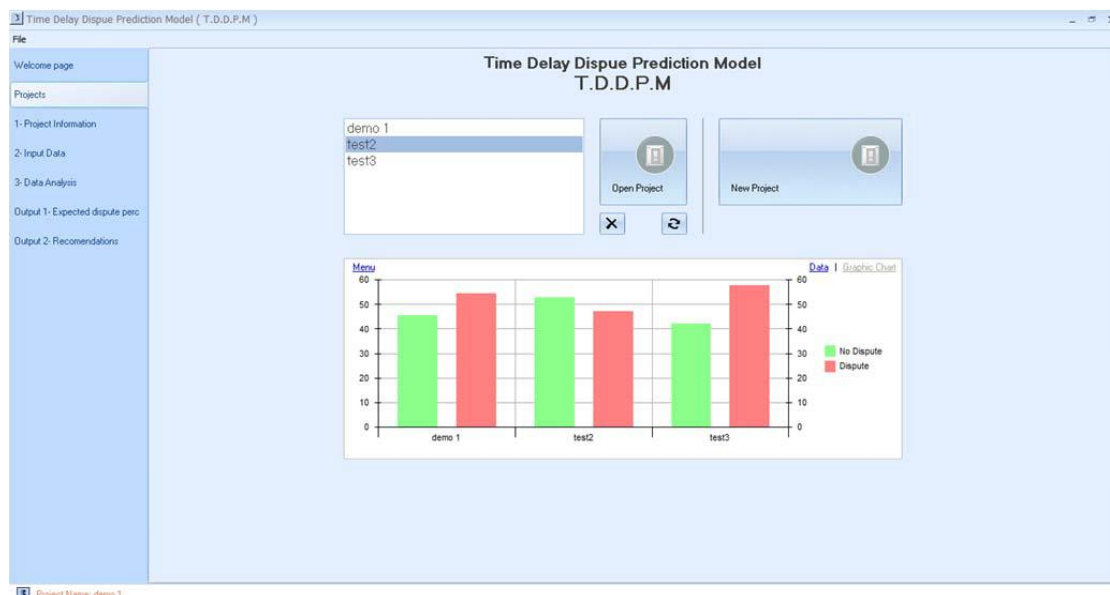 Time Delay Dispue Prediction Model ( T.D.D.P.M )
File
Welcome page
Projects
1- Project Information
2- Input Data
3- Data Analysis
Output 1- Expected dispute perc
Output 2- Recomendations
Time Delay Dispue Prediction Model
T.D.D.P.M
demo 1
test2
test3
Open Project
New Project
Menu
Data | Graphic Chart
60 60
50 50
40 40
30 30
20 20
10 10
0 0
demo 1 test2 test3
No Dispute
Dispute
Project Name: demo 1